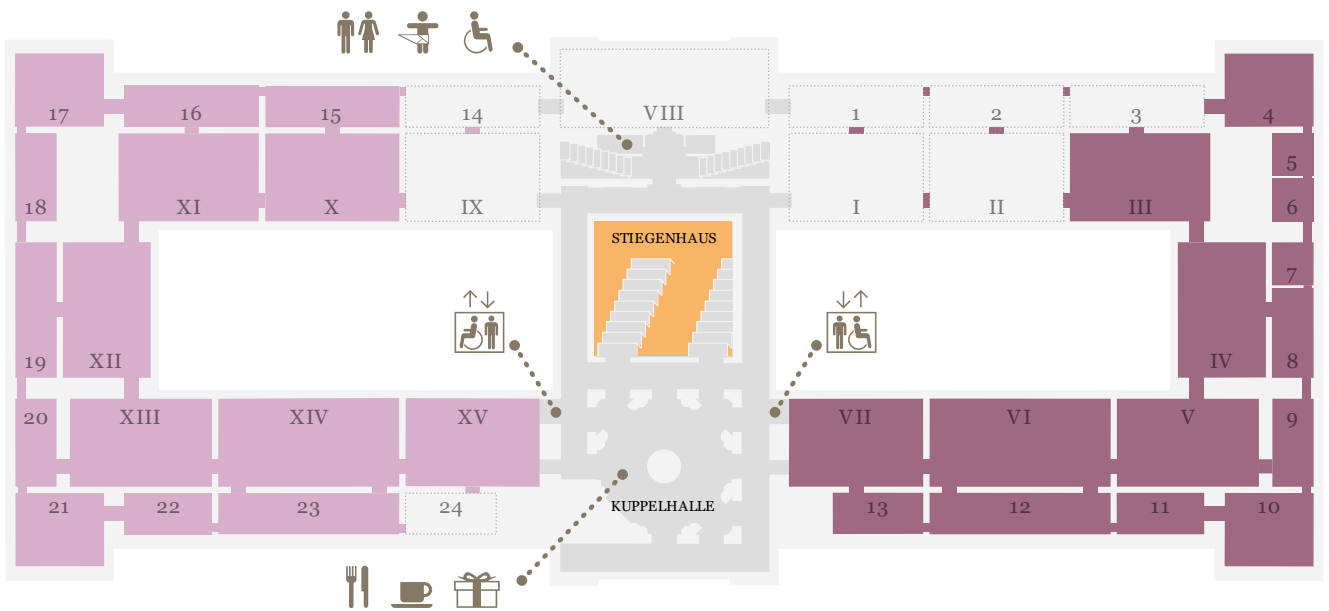 17
16
15
14
VIII
1
2
3
4
5
18
XI
X
IX
I
II
III
6
STIEGENHAUS
7
19
XII
IV
8
20
XIII
XIV
XV
VII
VI
V
9
21
22
23
24
KUPPELHALLE
13
12
11
10